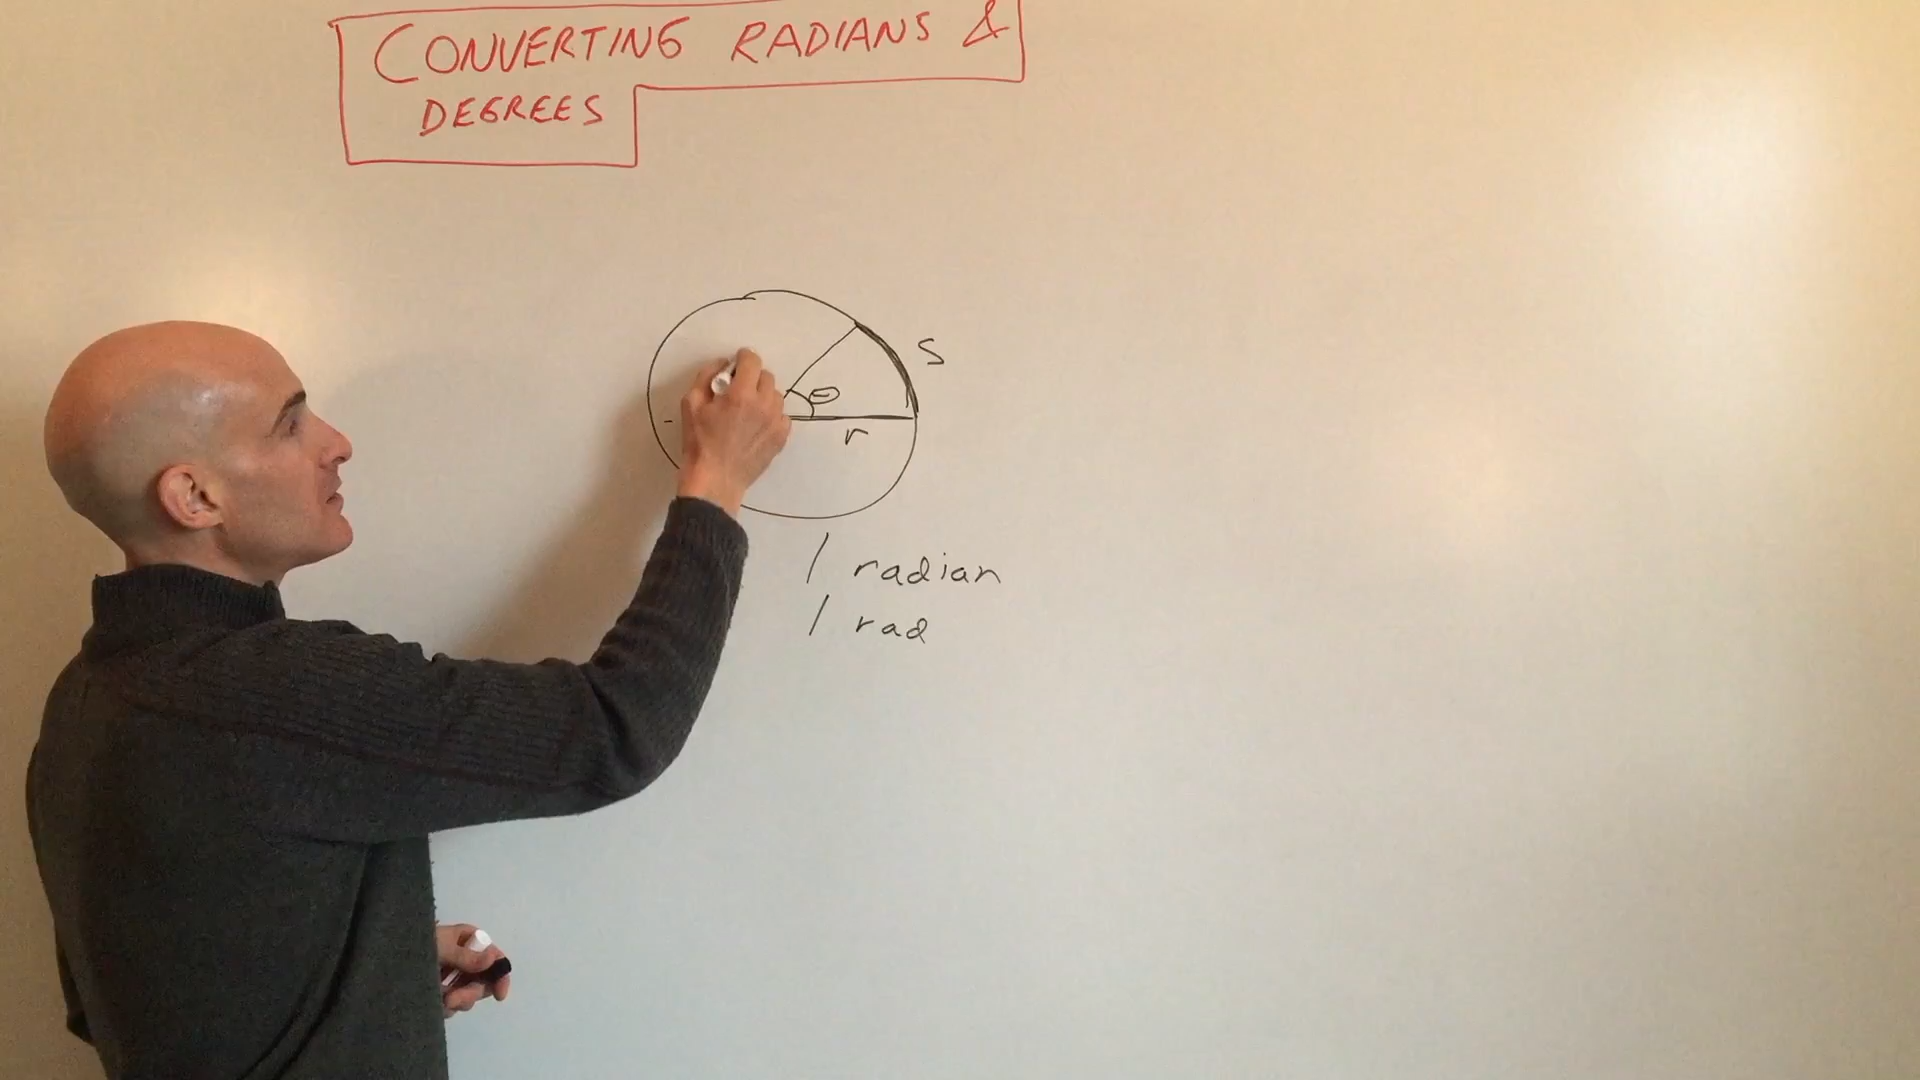 CONVERTING RADIANS &
DEGREES
S
θ
r
1 radian
1 rad